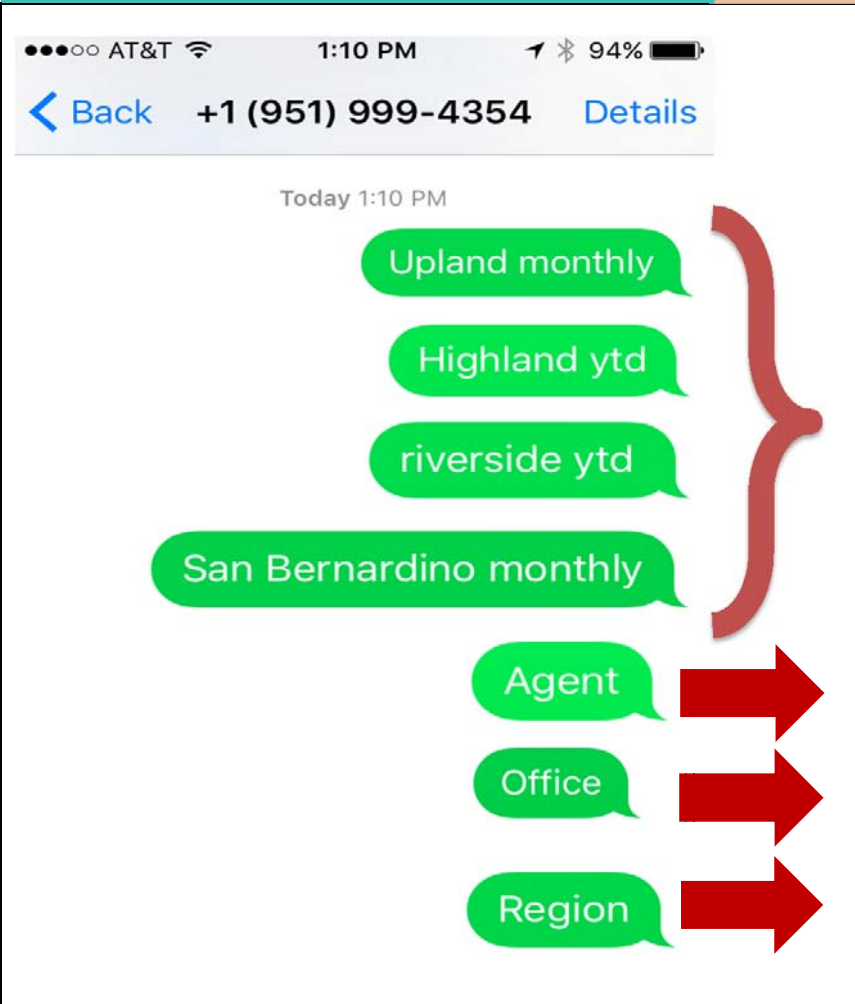 ●●●○○ AT&T 1:10 PM 94%
Back +1 (951) 999-4354 Details
Today 1:10 PM
Upland monthly
Highland ytd
riverside ytd
San Bernardino monthly
Agent
Office
Region